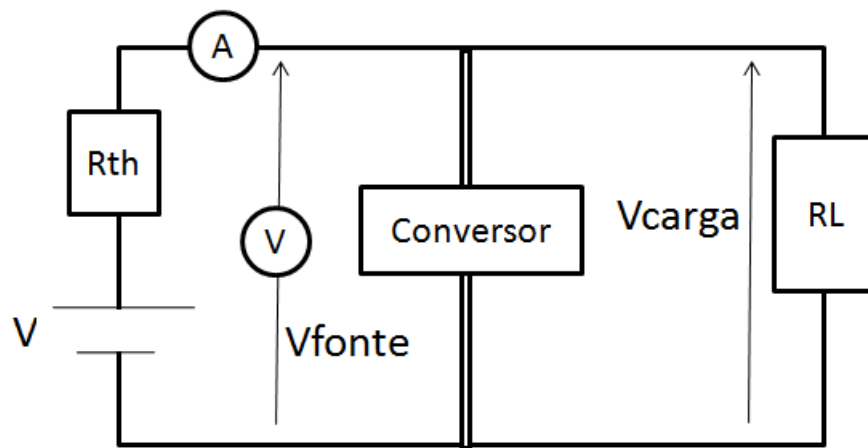 A
Rth
V
Conversor
Vcarga
RL
V
Vfonte